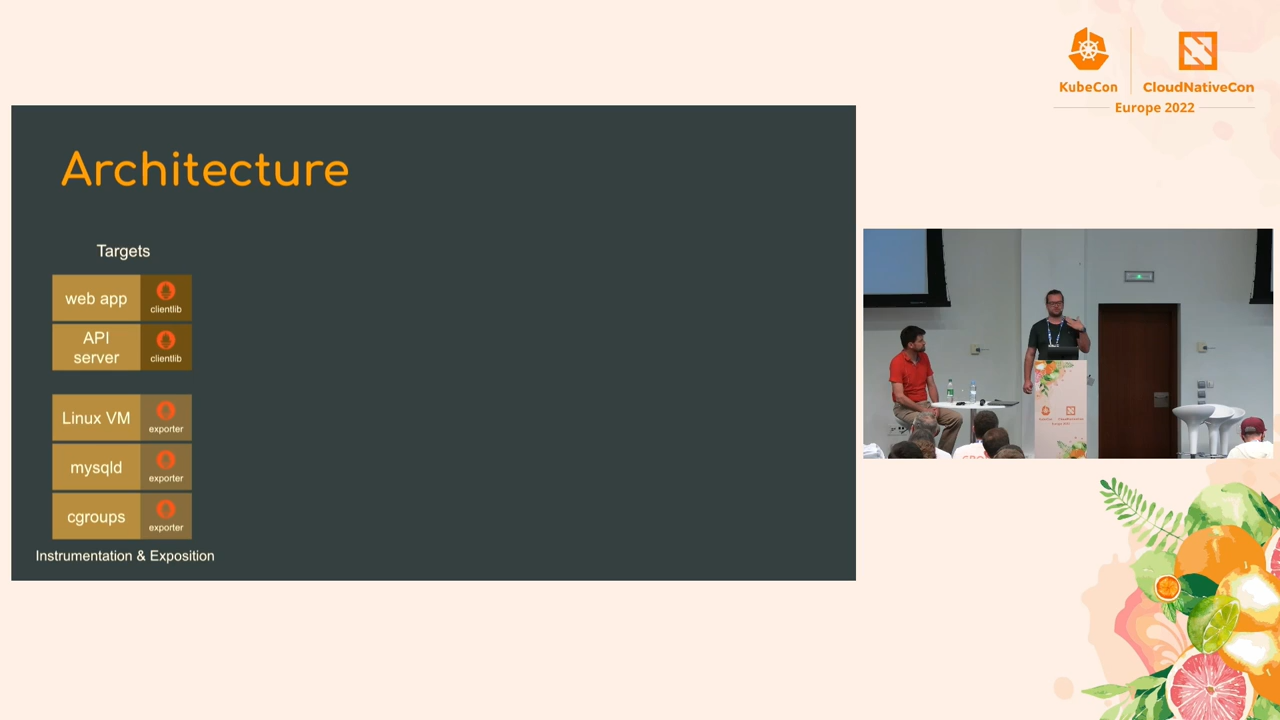 KubeCon
CloudNativeCon
Europe 2022
Architecture
Targets
web app
clientlib
API
server
clientlib
Linux VM
exporter
mysqld
exporter
cgroups
exporter
Instrumentation & Exposition